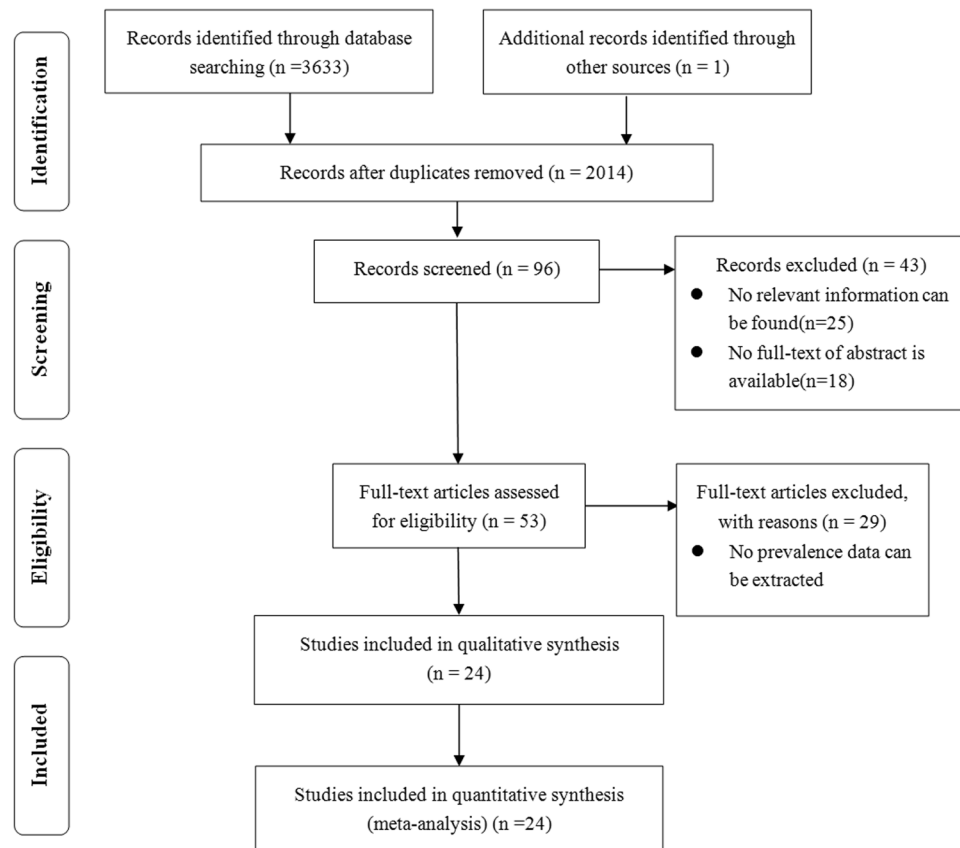 Identification
Records identified through database
searching (n =3633)
Additional records identified through
other sources (n = 1)
Records after duplicates removed (n = 2014)
Screening
Records screened (n = 96)
Records excluded (n = 43)
● No relevant information can
be found(n=25)
● No full-text of abstract is
available(n=18)
Eligibility
Full-text articles assessed
for eligibility (n = 53)
Full-text articles excluded,
with reasons (n = 29)
● No prevalence data can
be extracted
Included
Studies included in qualitative synthesis
(n = 24)
Studies included in quantitative synthesis
(meta-analysis) (n =24)